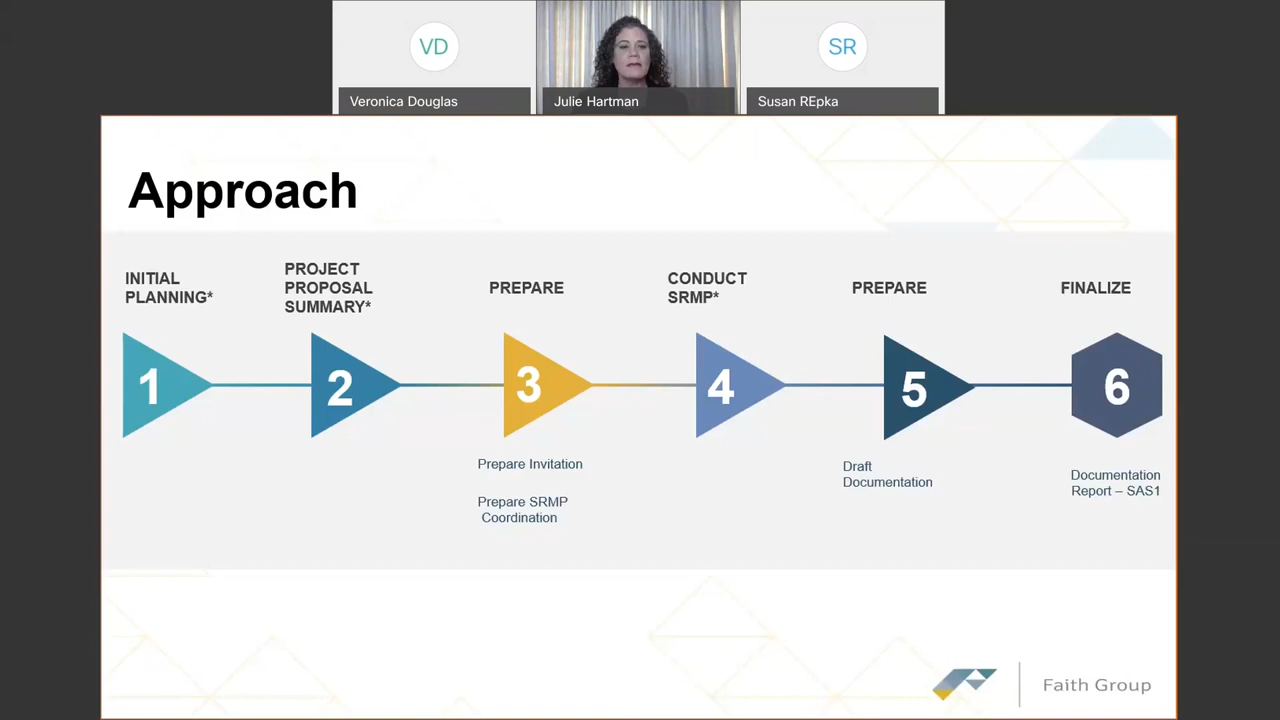 VD
SR
Veronica Douglas
Julie Hartman
Susan REpka
Approach
INITIAL
PLANNING*
PROJECT
PROPOSAL
SUMMARY*
PREPARE
CONDUCT
SRMP*
PREPARE
FINALIZE
1
2
3
4
5
6
Prepare Invitation
Prepare SRMP
Coordination
Draft
Documentation
Documentation
Report – SAS1
Faith Group